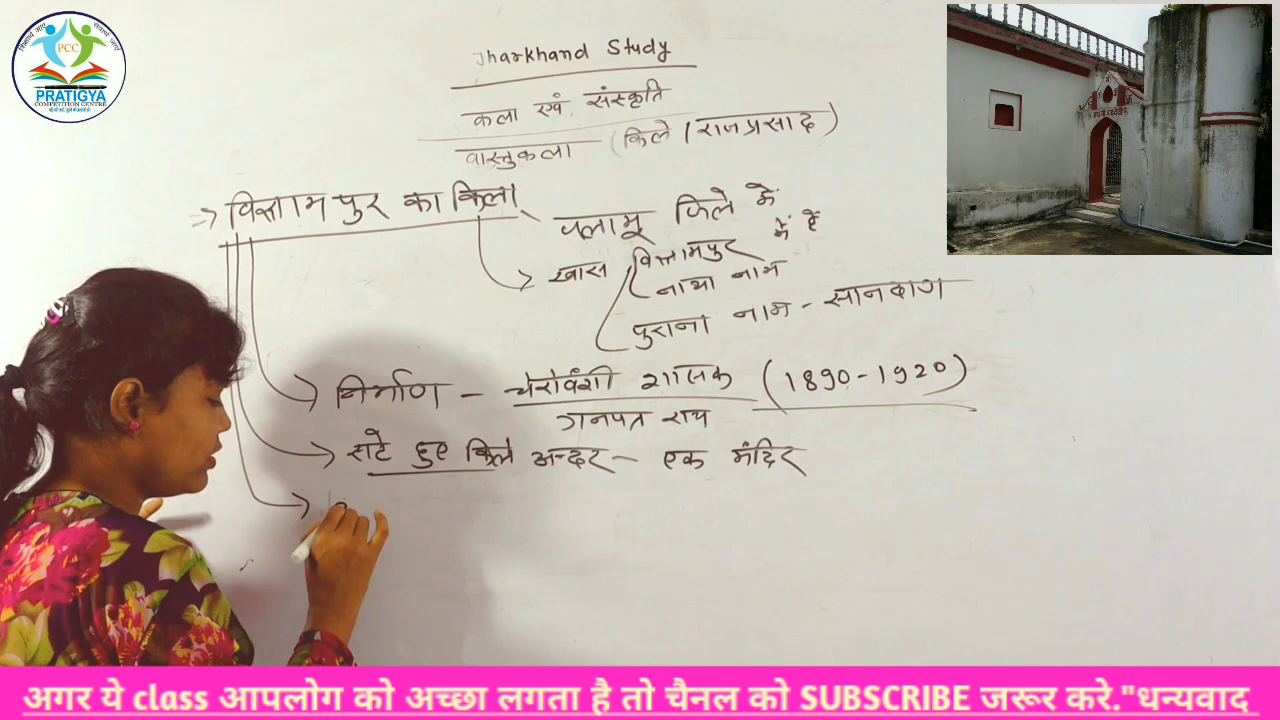 PCC
PRATIGYA
COMPETITION CENTRE
Jharkhand Study
कला एवं संस्कृति
वास्तुकला (किले / राजप्रसाद)
⇒ विस्रामपुर का किला
पलामू जिले में
→ खास विस्रामपुर में है
नाया नाम
पुराना नाम - सानदाग
→ निर्माण - चेरोवंशी शासक (1890-1920)
गनपत राय
→ सटे हुए किले अन्दर - एक मंदिर
अगर ये class आपलोग को अच्छा लगता है तो चैनल को SUBSCRIBE जरूर करे."धन्यवाद